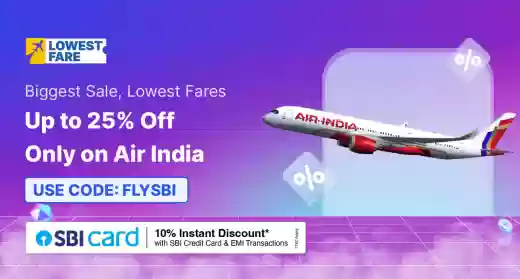 LOWEST
FARE
Biggest Sale, Lowest Fares
Up to 25% Off
Only on Air India
USE CODE: FLYSBI
SBI card
10% Instant Discount*
with SBI Credit Card & EMI Transactions
*T&C Apply
AIR INDIA
%
%